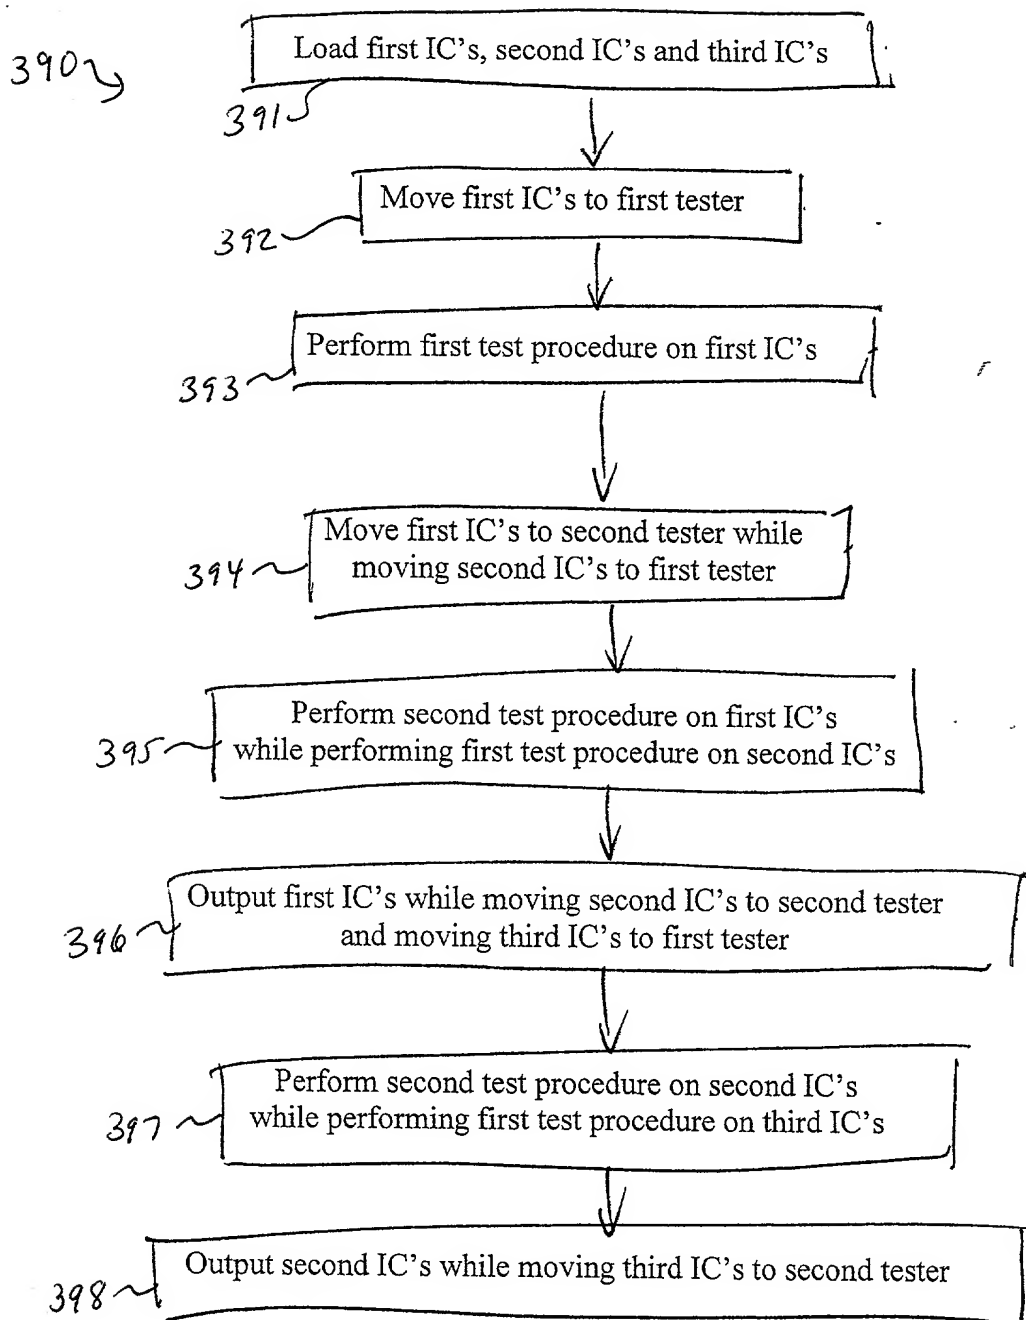 390
Load first IC's, second IC's and third IC's
391
Move first IC's to first tester
392
Perform first test procedure on first IC's
393
Move first IC's to second tester while
moving second IC's to first tester
394
Perform second test procedure on first IC's
while performing first test procedure on second IC's
395
Output first IC's while moving second IC's to second tester
and moving third IC's to first tester
396
Perform second test procedure on second IC's
while performing first test procedure on third IC's
397
Output second IC's while moving third IC's to second tester
398